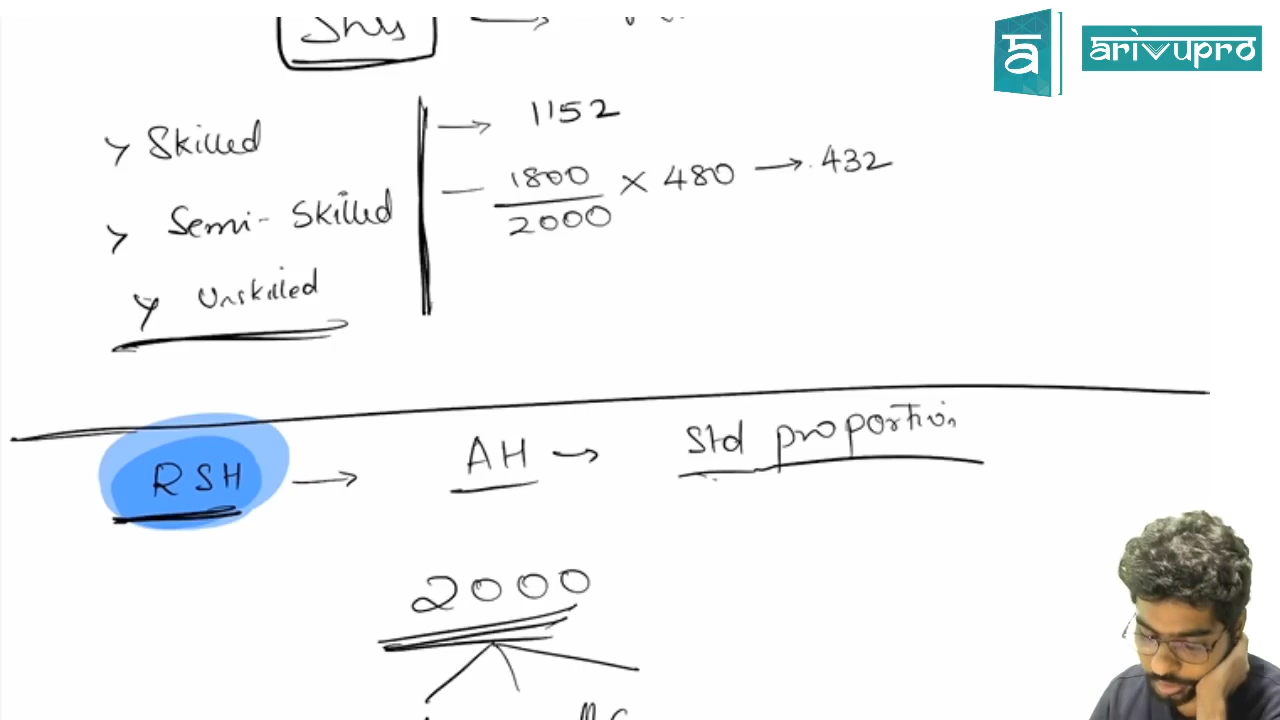 arivupro
Skilled → 1152
Semi-Skilled – 1800/2000 × 480 → 432
Unskilled
RSH → AH → Std proportion
2000